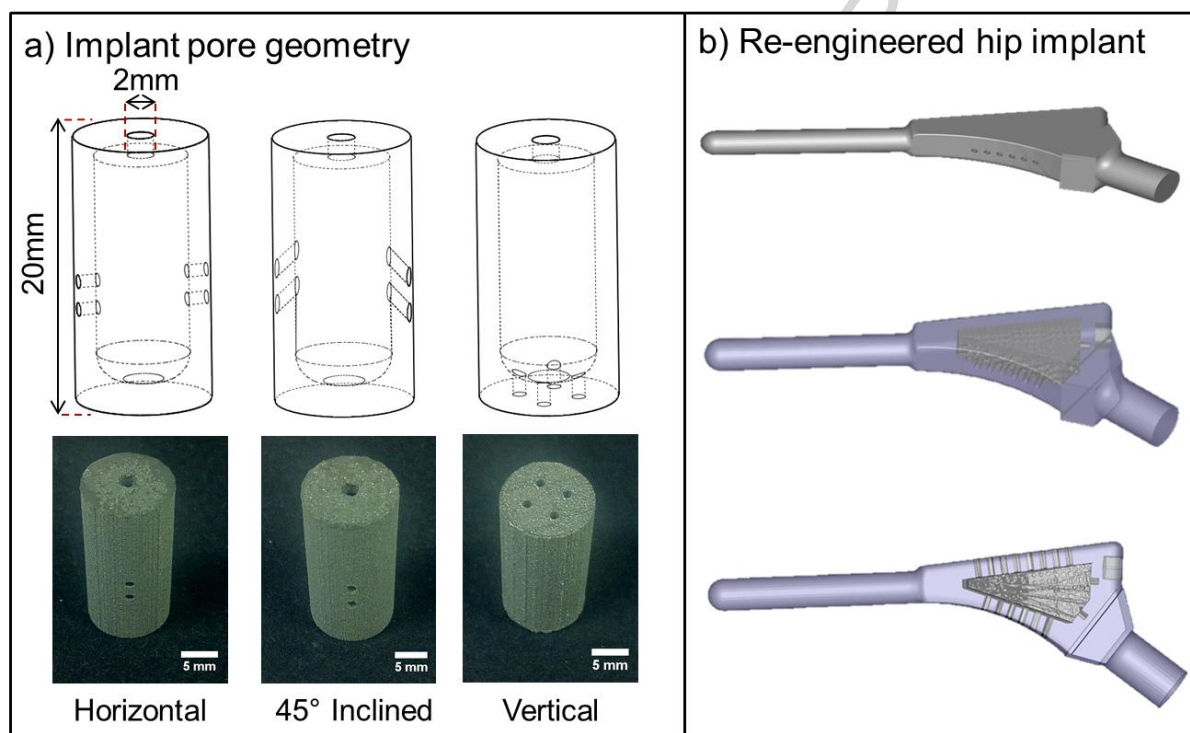 a) Implant pore geometry
2mm
20mm
5 mm
5 mm
5 mm
Horizontal
45° Inclined
Vertical
b) Re-engineered hip implant